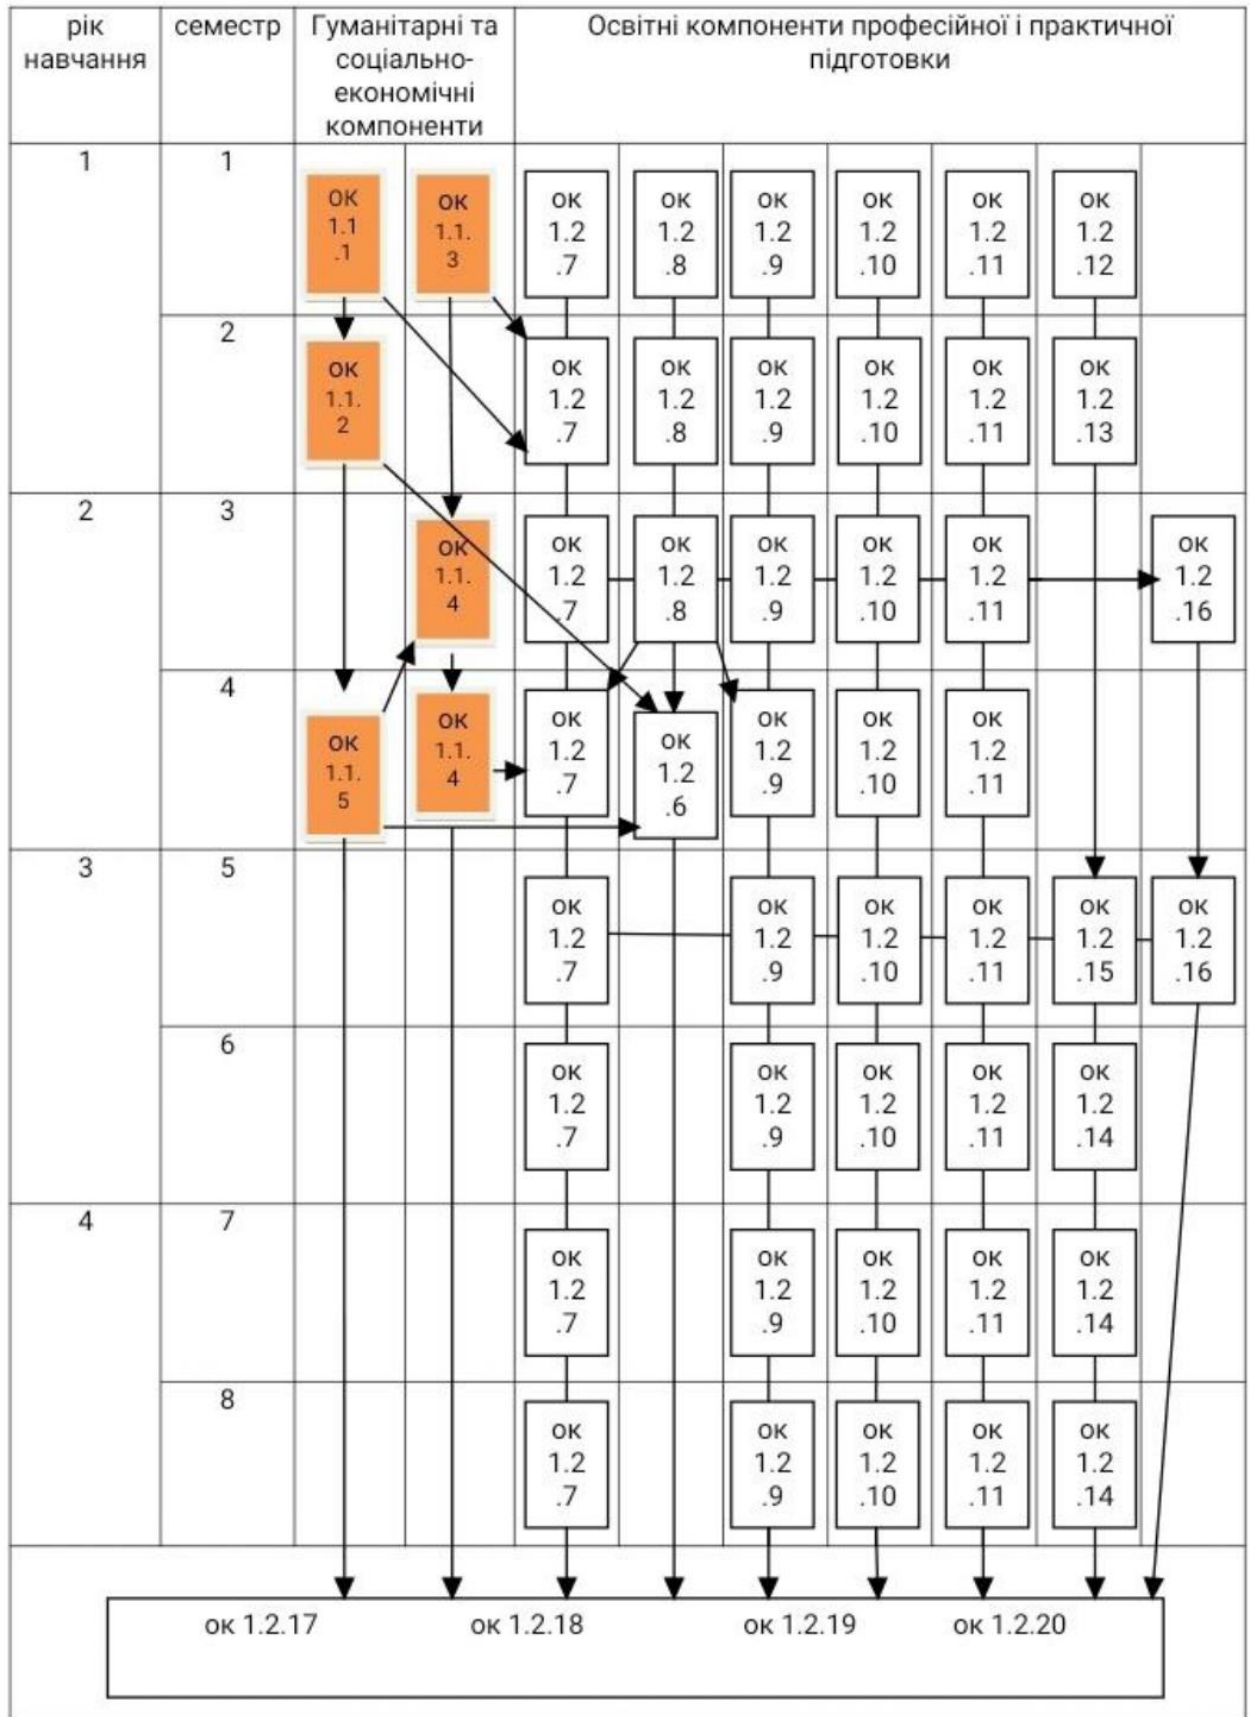 рік
навчання
семестр
Гуманітарні та
соціально-
економічні
компоненти
Освітні компоненти професійної і практичної
підготовки
1
1
ок
1.1
.1
ок
1.1.
3
ок
1.2
.7
ок
1.2
.8
ок
1.2
.9
ок
1.2
.10
ок
1.2
.11
ок
1.2
.12
2
ок
1.1.
2
ок
1.2
.7
ок
1.2
.8
ок
1.2
.9
ок
1.2
.10
ок
1.2
.11
ок
1.2
.13
2
3
ок
1.1.
4
ок
1.2
.7
ок
1.2
.8
ок
1.2
.9
ок
1.2
.10
ок
1.2
.11
ок
1.2
.16
4
ок
1.1.
5
ок
1.1.
4
ок
1.2
.7
ок
1.2
.6
ок
1.2
.9
ок
1.2
.10
ок
1.2
.11
3
5
ок
1.2
.7
ок
1.2
.9
ок
1.2
.10
ок
1.2
.11
ок
1.2
.15
ок
1.2
.16
6
ок
1.2
.7
ок
1.2
.9
ок
1.2
.10
ок
1.2
.11
ок
1.2
.14
4
7
ок
1.2
.7
ок
1.2
.9
ок
1.2
.10
ок
1.2
.11
ок
1.2
.14
8
ок
1.2
.7
ок
1.2
.9
ок
1.2
.10
ок
1.2
.11
ок
1.2
.14
ок 1.2.17 ок 1.2.18 ок 1.2.19 ок 1.2.20